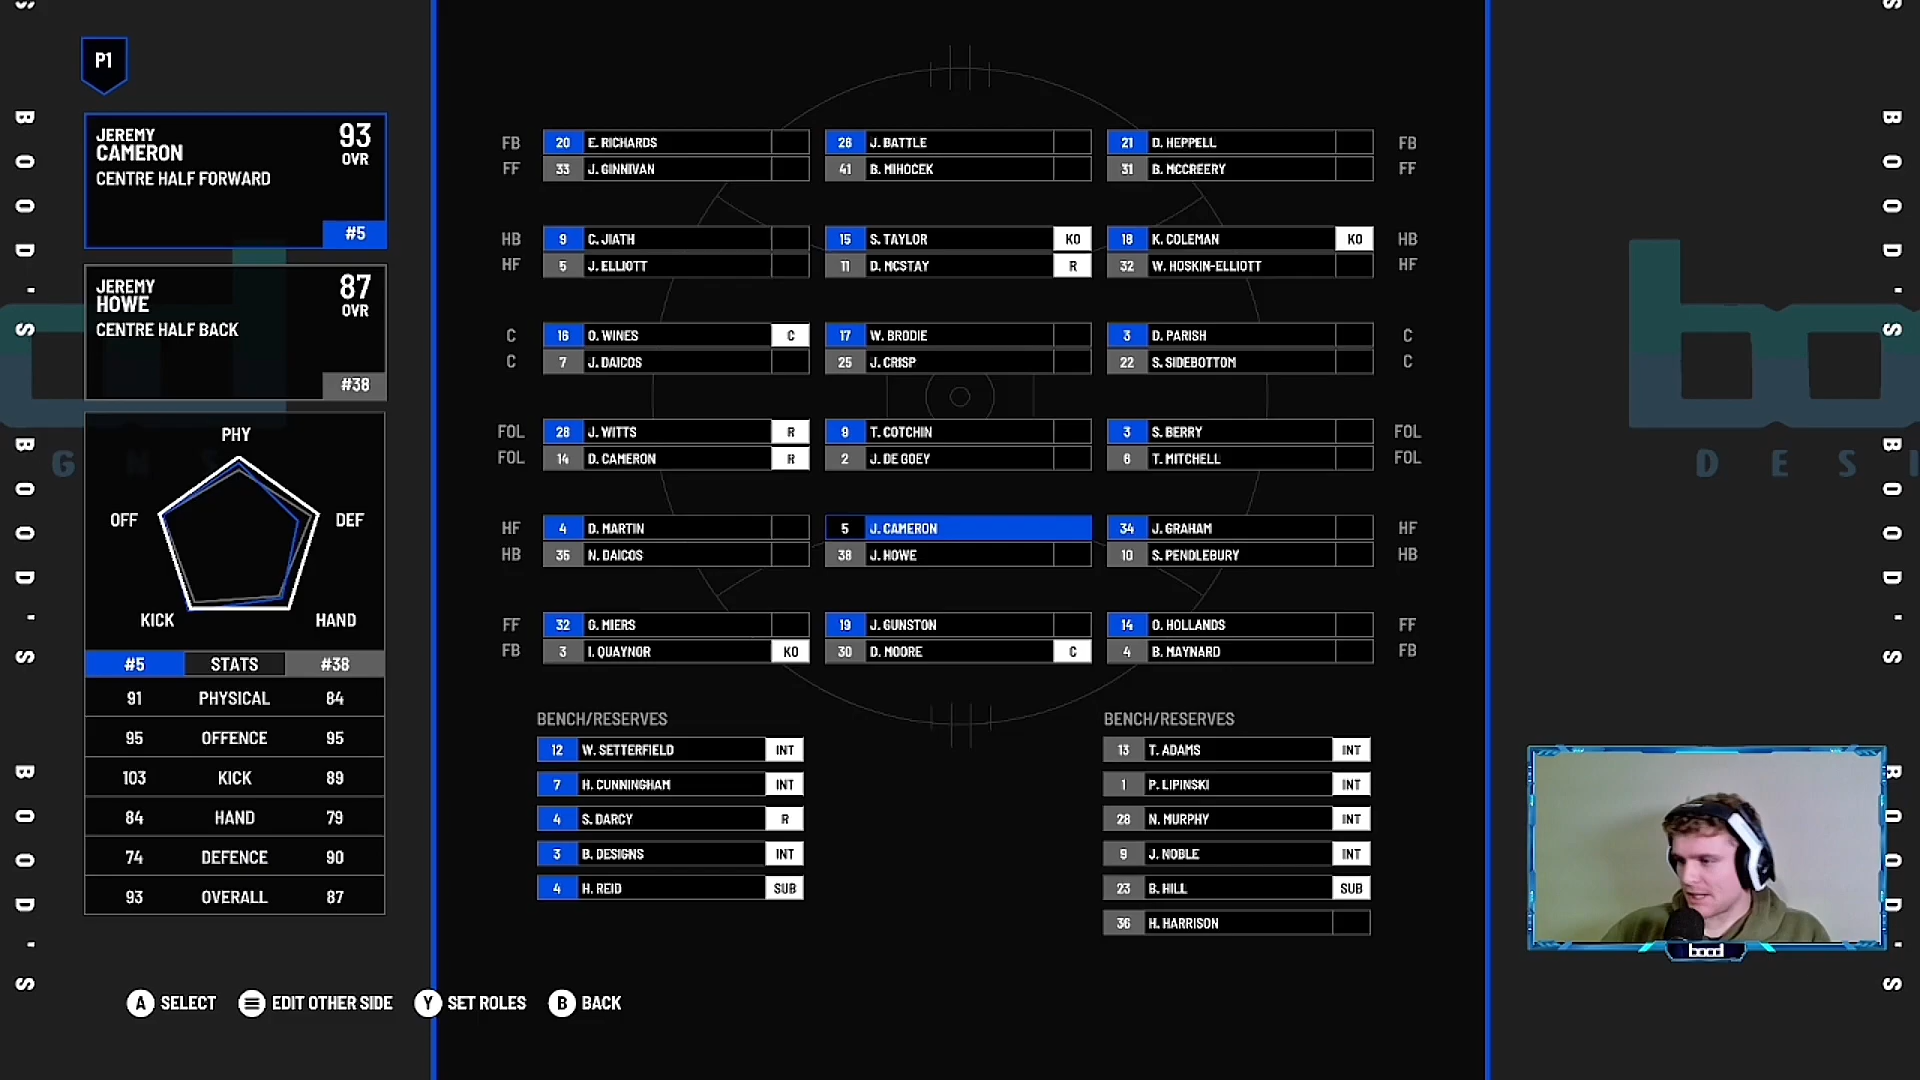 P1
JEREMY
CAMERON
CENTRE HALF FORWARD
93
OVR
#5
JEREMY
HOWE
CENTRE HALF BACK
87
OVR
#38
PHY
OFF
DEF
KICK
HAND
#5 STATS #38
91 PHYSICAL 84
95 OFFENCE 95
103 KICK 89
84 HAND 79
74 DEFENCE 90
93 OVERALL 87
FB 20 E. RICHARDS 26 J. BATTLE 21 D. HEPPELL FB
FF 33 J. GINNIVAN 41 B. MIHOCEK 31 B. MCCREERY FF
HB 9 C. JIATH 15 S. TAYLOR KO 18 K. COLEMAN KO HB
HF 5 J. ELLIOTT 11 D. MCSTAY R 32 W. HOSKIN-ELLIOTT HF
C 16 O. WINES C 17 W. BRODIE 3 D. PARISH C
C 7 J. DAICOS 25 J. CRISP 22 S. SIDEBOTTOM C
FOL 28 J. WITTS R 9 T. COTCHIN 3 S. BERRY FOL
FOL 14 D. CAMERON R 2 J. DE GOEY 6 T. MITCHELL FOL
HF 4 D. MARTIN 5 J. CAMERON 34 J. GRAHAM HF
HB 35 N. DAICOS 38 J. HOWE 10 S. PENDLEBURY HB
FF 32 G. MIERS 19 J. GUNSTON 14 O. HOLLANDS FF
FB 3 I. QUAYNOR KO 30 D. MOORE C 4 B. MAYNARD FB
BENCH/RESERVES
12 W. SETTERFIELD INT
7 H. CUNNINGHAM INT
4 S. DARCY R
3 B. DESIGNS INT
4 H. REID SUB
BENCH/RESERVES
13 T. ADAMS INT
1 P. LIPINSKI INT
28 N. MURPHY INT
9 J. NOBLE INT
23 B. HILL SUB
36 H. HARRISON
A SELECT EDIT OTHER SIDE Y SET ROLES B BACK
BOOD'S
BOOD'S
BOOD'S
BOOD'S
bood